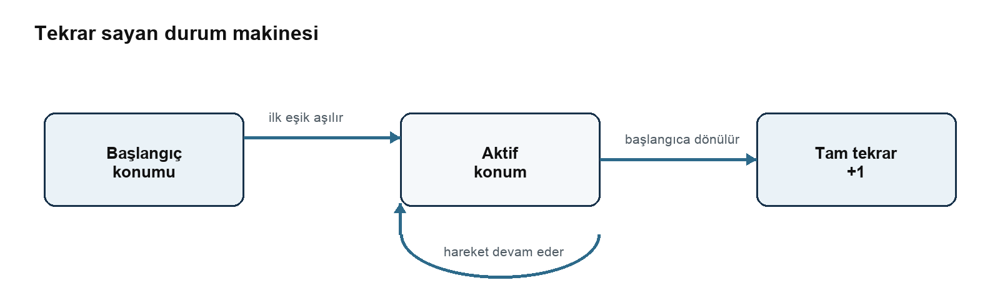 Tekrar sayan durum makinesi
ilk eşik aşılır
Başlangıç
konumu
Aktif
konum
başlangıca dönülür
Tam tekrar
+1
hareket devam eder